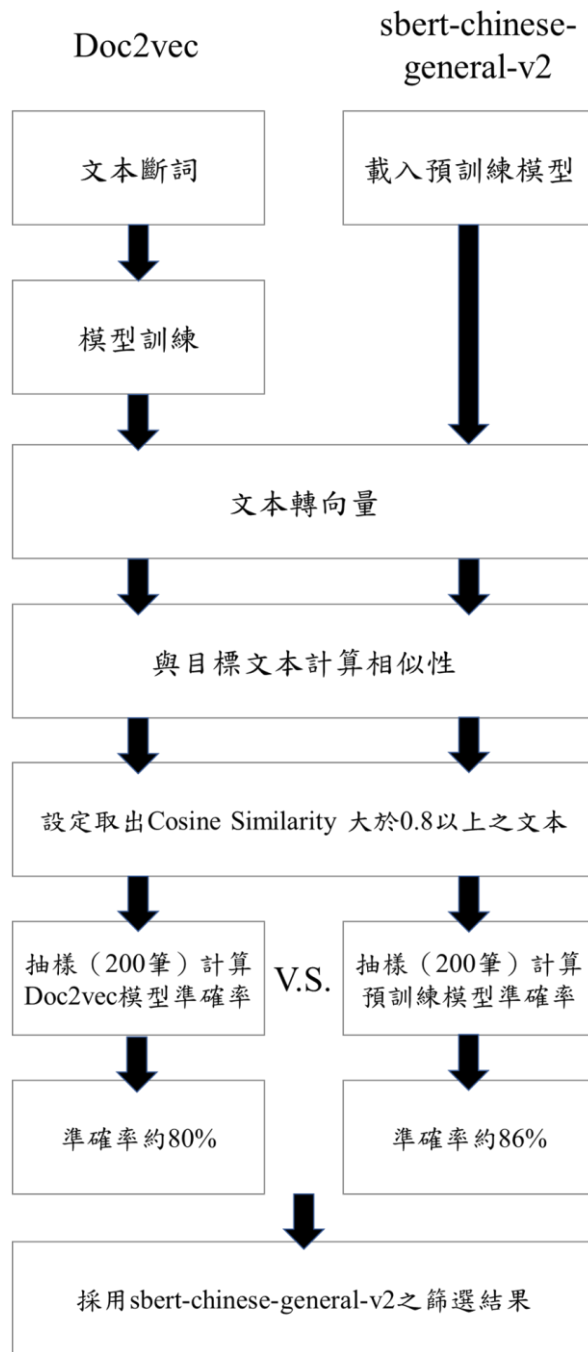 Doc2vec
sbert-chinese-
general-v2
文本斷詞
載入預訓練模型
模型訓練
文本轉向量
與目標文本計算相似性
設定取出Cosine Similarity 大於0.8以上之文本
抽樣（200筆）計算
Doc2vec模型準確率
V.S.
抽樣（200筆）計算
預訓練模型準確率
準確率約80%
準確率約86%
採用sbert-chinese-general-v2之篩選結果